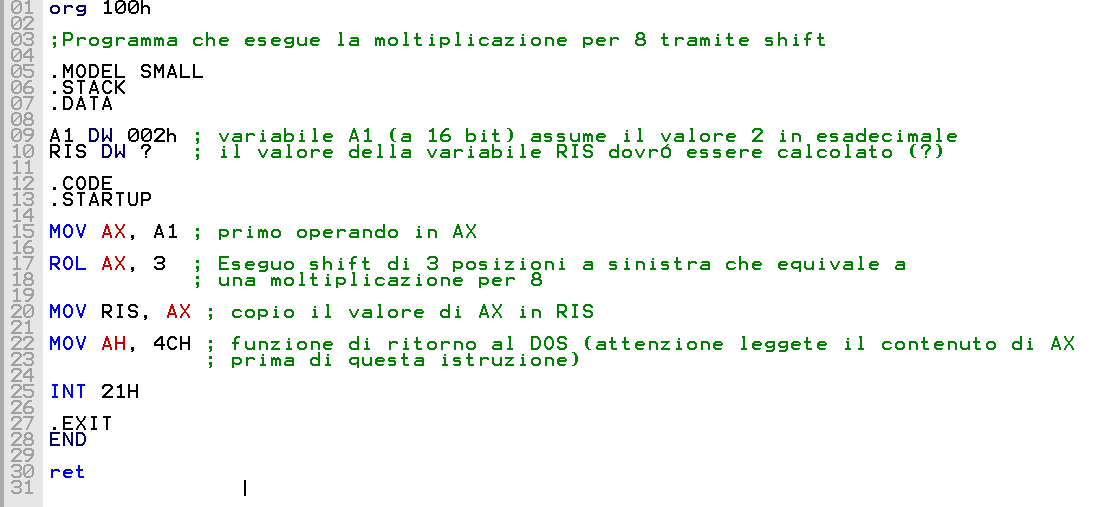 01 org 100h
02
03 ;Programma che esegue la moltiplicazione per 8 tramite shift
04
05 .MODEL SMALL
06 .STACK
07 .DATA
08
09 A1 DW 002h ; variabile A1 (a 16 bit) assume il valore 2 in esadecimale
10 RIS DW ? ; il valore della variabile RIS dovró essere calcolato (?)
11
12 .CODE
13 .STARTUP
14
15 MOV AX, A1 ; primo operando in AX
16
17 ROL AX, 3 ; Eseguo shift di 3 posizioni a sinistra che equivale a
18 ; una moltiplicazione per 8
19
20 MOV RIS, AX ; copio il valore di AX in RIS
21
22 MOV AH, 4CH ; funzione di ritorno al DOS (attenzione leggete il contenuto di AX
23 ; prima di questa istruzione)
24
25 INT 21H
26
27 .EXIT
28 END
29
30 ret
31